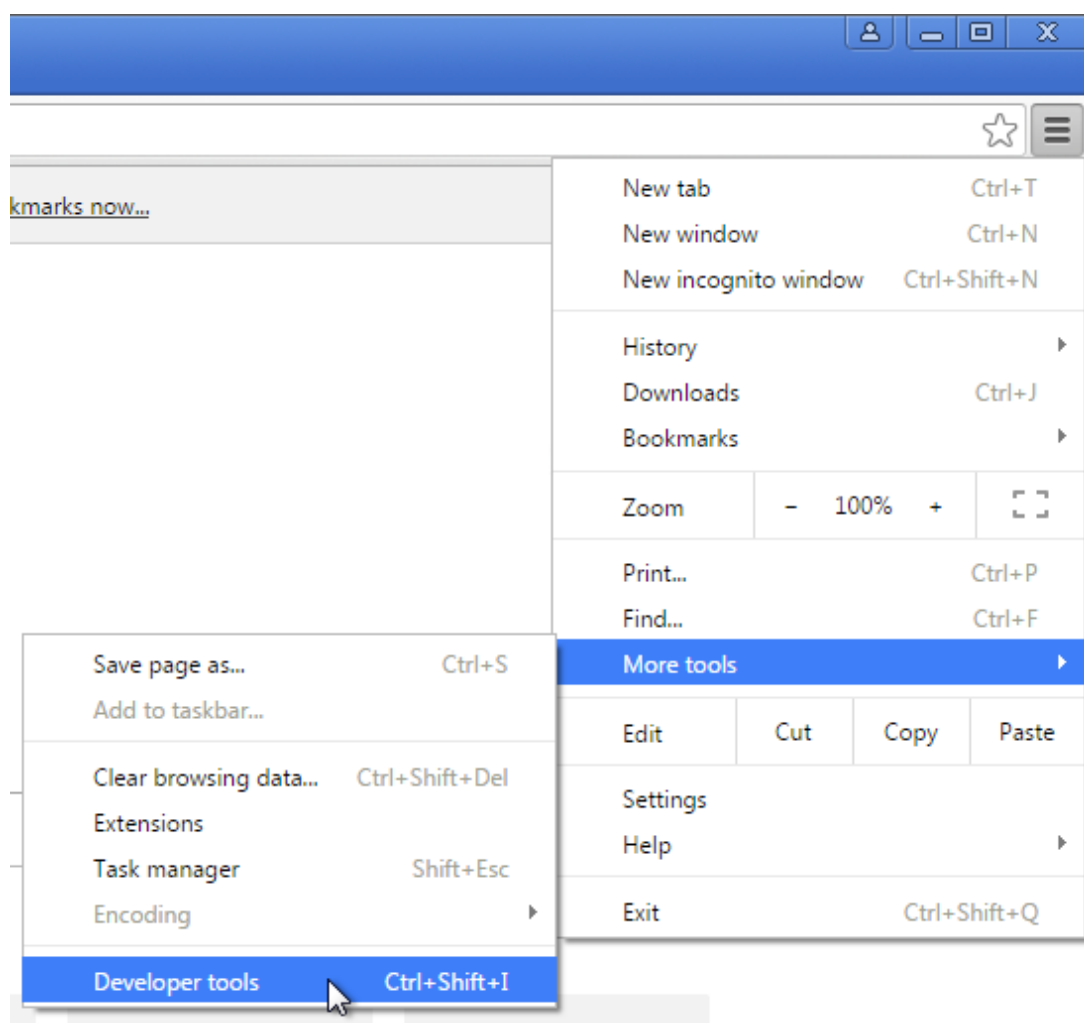 kmarks now...
New tab Ctrl+T
New window Ctrl+N
New incognito window Ctrl+Shift+N
History
Downloads Ctrl+J
Bookmarks
Zoom – 100% +
Print... Ctrl+P
Find... Ctrl+F
More tools
Edit Cut Copy Paste
Settings
Help
Exit Ctrl+Shift+Q
Save page as... Ctrl+S
Add to taskbar...
Clear browsing data... Ctrl+Shift+Del
Extensions
Task manager Shift+Esc
Encoding
Developer tools Ctrl+Shift+I